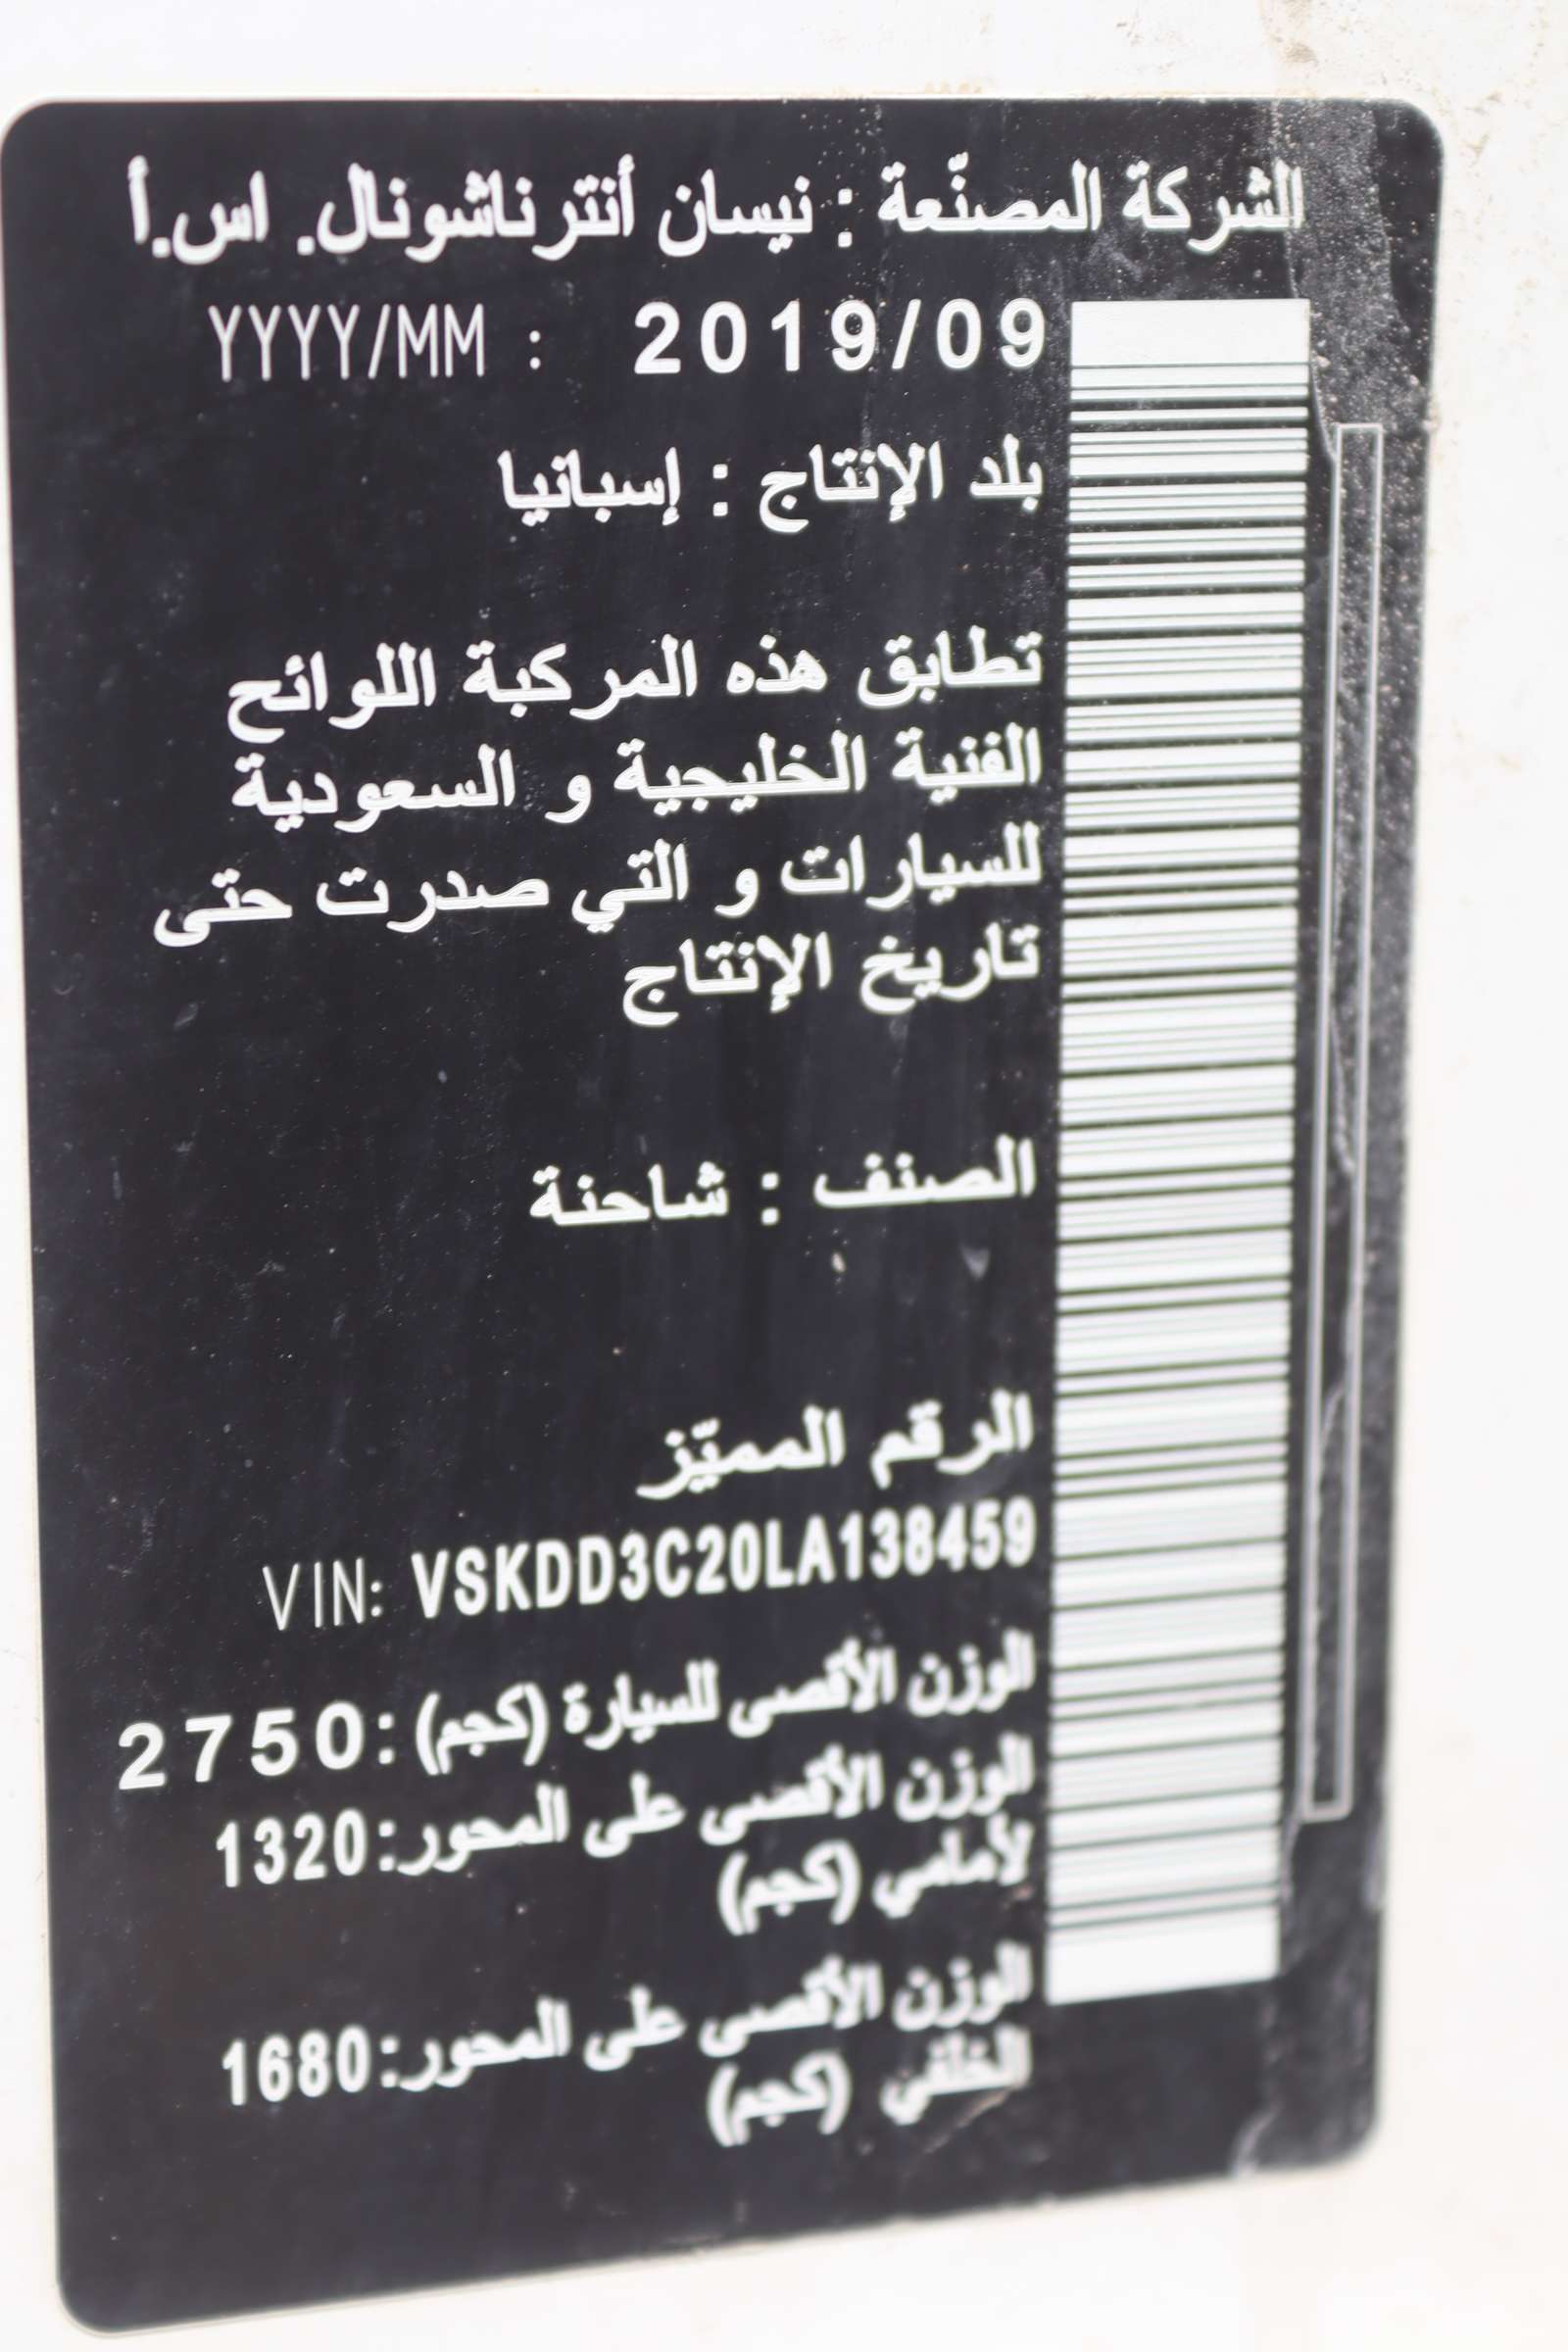 الشركة المصنّعة : نيسان أنترناشونال. اس.أ
YYYY/MM : 2019/09
بلد الإنتاج : إسبانيا
تطابق هذه المركبة اللوائح
الفنية الخليجية و السعودية
للسيارات و التي صدرت حتى
تاريخ الإنتاج
الصنف : شاحنة
الرقم المميّز
VIN: VSKDD3C20LA138459
الوزن الأقصى للسيارة (كجم) :2750
الوزن الأقصى على المحور:1320
لأمامي (كجم)
الوزن الأقصى على المحور:1680
الخلفي (كجم)